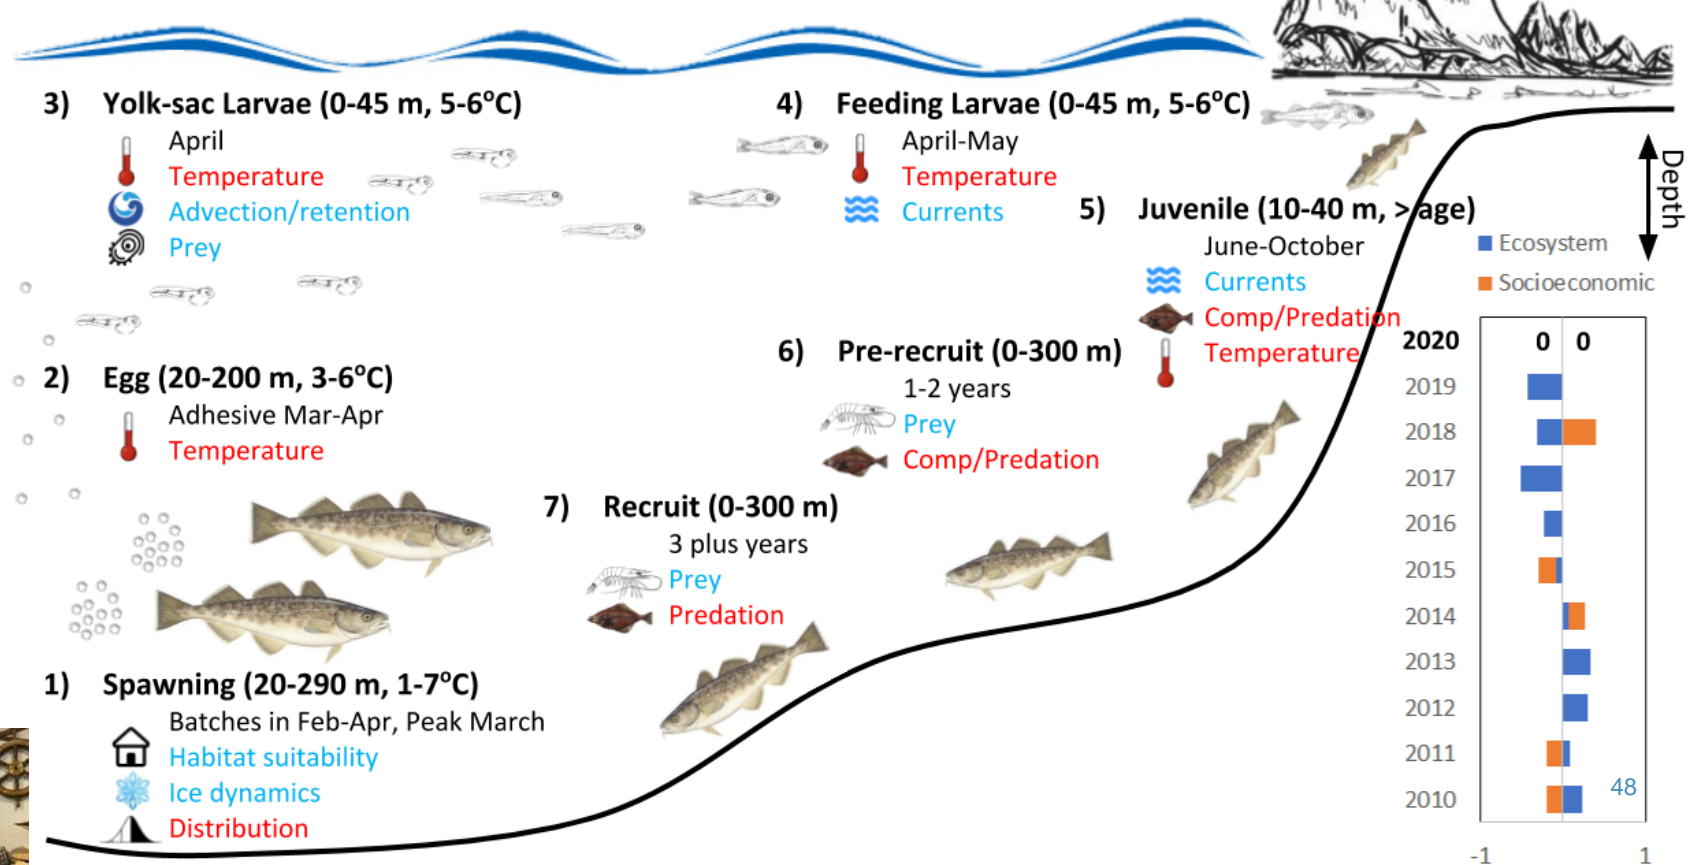 3) Yolk-sac Larvae (0-45 m, 5-6°C)
April
Temperature
Advection/retention
Prey
4) Feeding Larvae (0-45 m, 5-6°C)
April-May
Temperature
Currents
5) Juvenile (10-40 m, >age)
June-October
Currents
Comp/Predation
Temperature
2) Egg (20-200 m, 3-6°C)
Adhesive Mar-Apr
Temperature
6) Pre-recruit (0-300 m)
1-2 years
Prey
Comp/Predation
7) Recruit (0-300 m)
3 plus years
Prey
Predation
1) Spawning (20-290 m, 1-7°C)
Batches in Feb-Apr, Peak March
Habitat suitability
Ice dynamics
Distribution
Depth
Ecosystem
Socioeconomic
2020 0 0
2019
2018
2017
2016
2015
2014
2013
2012
2011
48
2010
-1 1